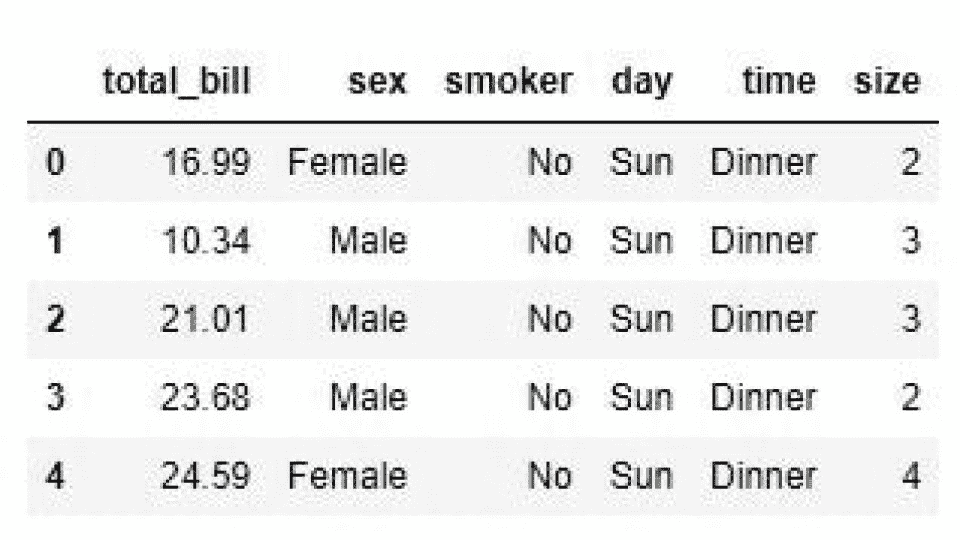 total_bill sex smoker day time size
0 16.99 Female No Sun Dinner 2
1 10.34 Male No Sun Dinner 3
2 21.01 Male No Sun Dinner 3
3 23.68 Male No Sun Dinner 2
4 24.59 Female No Sun Dinner 4